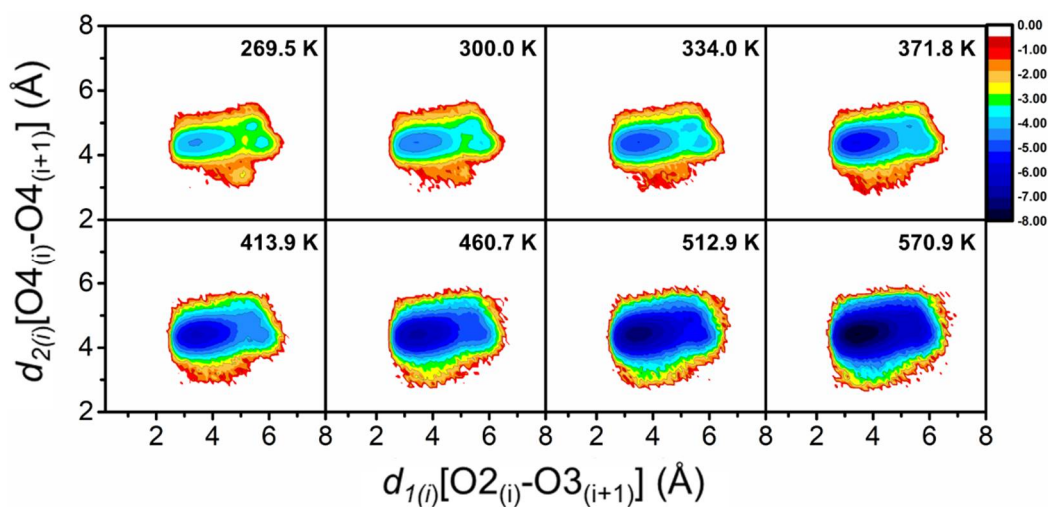 8
6
4
2
6
4
2
d2(i)[O4(i)-O4(i+1)] (Å)
269.5 K
300.0 K
334.0 K
371.8 K
413.9 K
460.7 K
512.9 K
570.9 K
0.00
-1.00
-2.00
-3.00
-4.00
-5.00
-6.00
-7.00
-8.00
2 4 6 8 2 4 6 8 2 4 6 8 2 4 6 8
d1(i)[O2(i)-O3(i+1)] (Å)